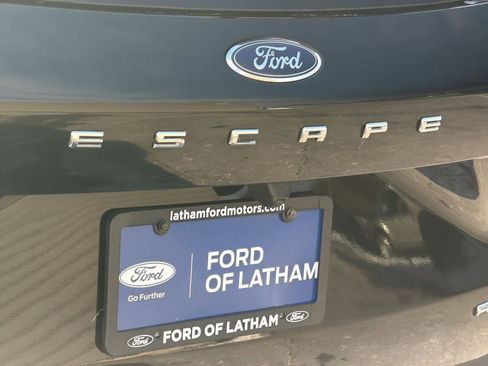 Ford
ESCAPE
lathamfordmotors.com
Ford
Go Further
FORD
OF LATHAM
Ford
FORD OF LATHAM
Ford